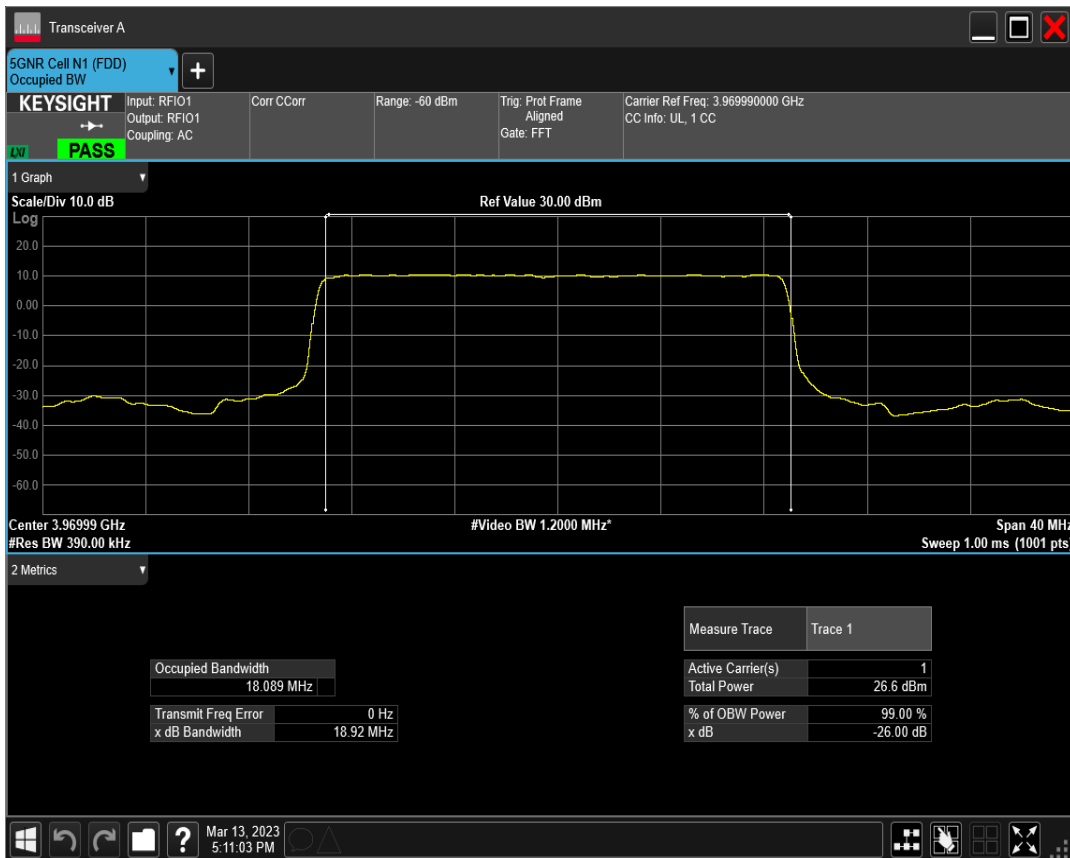 Transceiver A
5GNR Cell N1 (FDD)
Occupied BW
+
KEYSIGHT
LXI
PASS
Input: RFIO1
Output: RFIO1
Coupling: AC
Corr CCorr
Range: -60 dBm
Trig: Prot Frame
Aligned
Gate: FFT
Carrier Ref Freq: 3.969990000 GHz
CC Info: UL, 1 CC
1 Graph
Scale/Div 10.0 dB
Ref Value 30.00 dBm
Log
20.0
10.0
0.00
-10.0
-20.0
-30.0
-40.0
-50.0
-60.0
Center 3.96999 GHz
#Video BW 1.2000 MHz*
Span 40 MHz
#Res BW 390.00 kHz
Sweep 1.00 ms (1001 pts)
2 Metrics
Measure Trace Trace 1
Occupied Bandwidth
18.089 MHz
Active Carrier(s) 1
Total Power 26.6 dBm
Transmit Freq Error 0 Hz
x dB Bandwidth 18.92 MHz
% of OBW Power 99.00 %
x dB -26.00 dB
?
Mar 13, 2023
5:11:03 PM